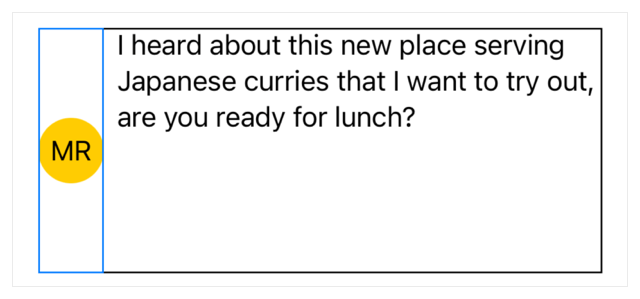 MR
I heard about this new place serving
Japanese curries that I want to try out,
are you ready for lunch?